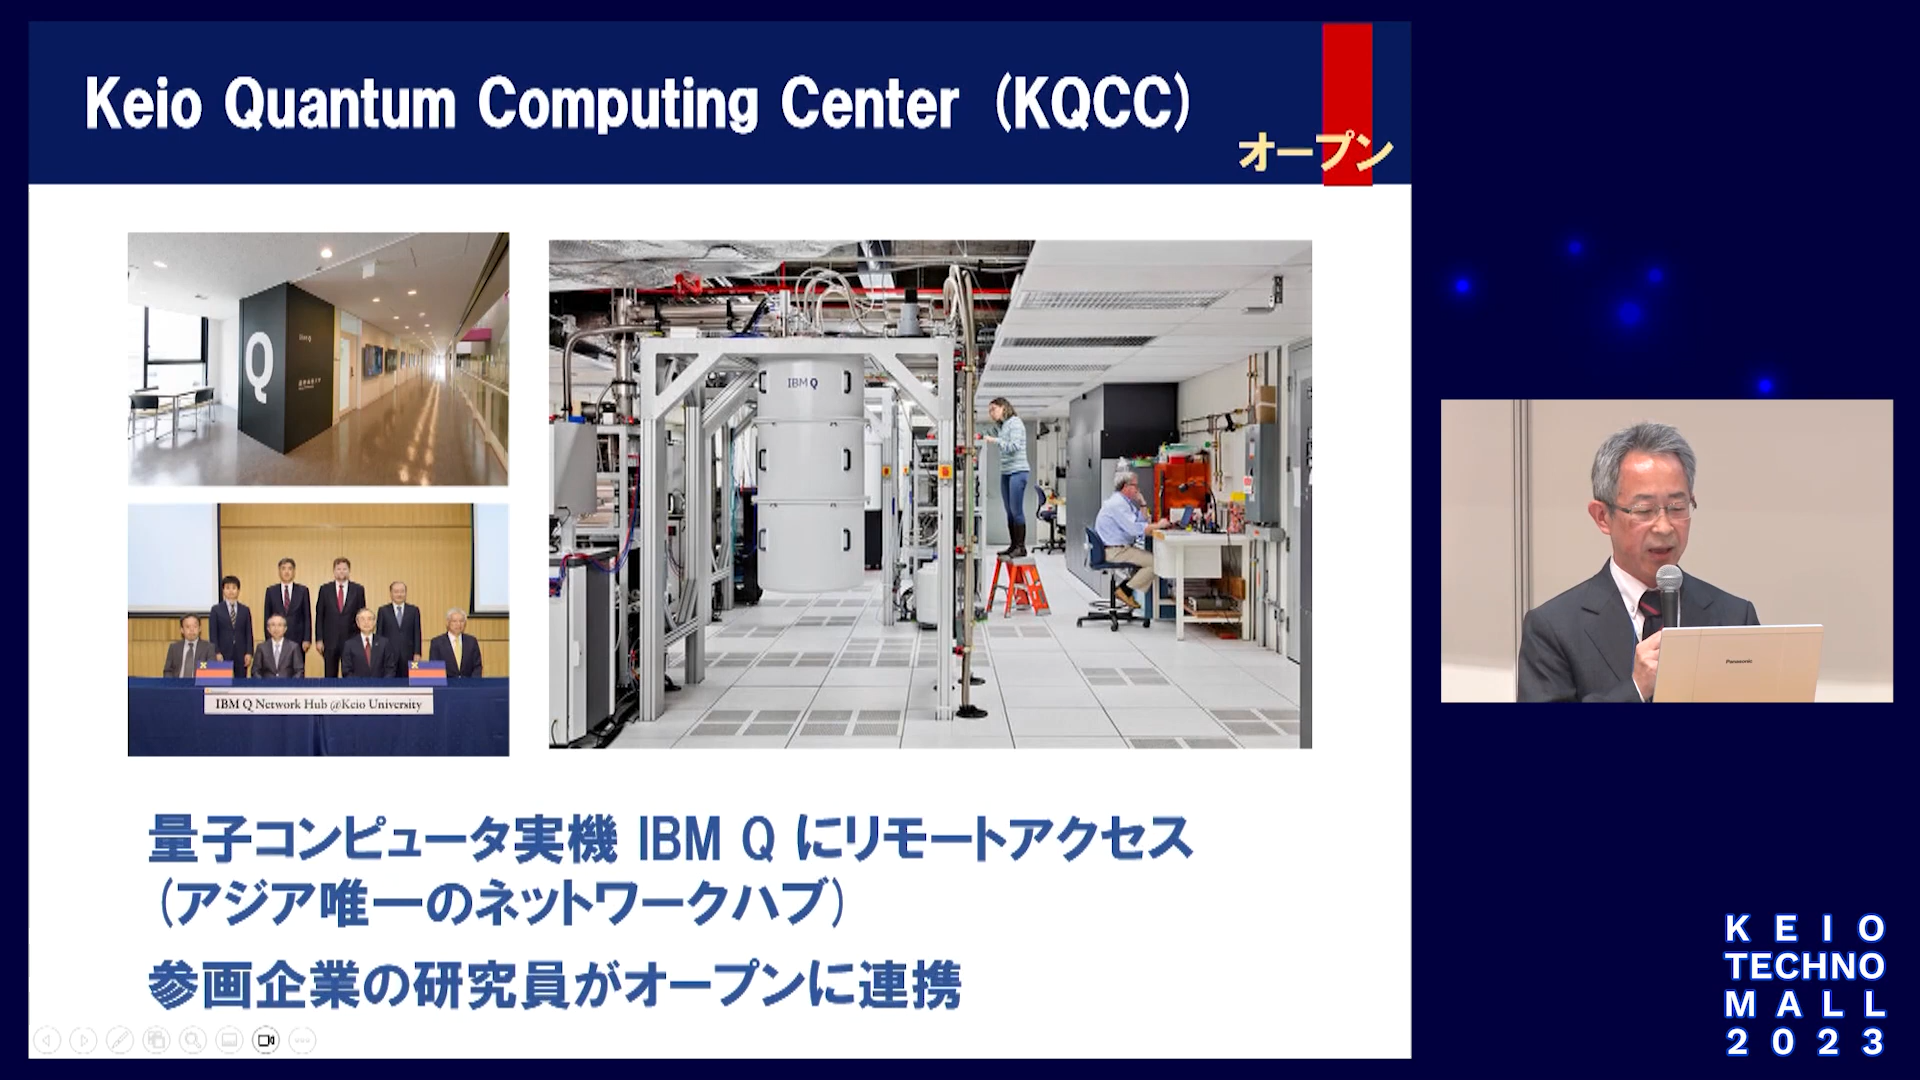 Keio Quantum Computing Center (KQCC)
オープン
Q
IBM Q
IBM Q Network Hub @Keio University
量子コンピュータ実機 IBM Q にリモートアクセス
(アジア唯一のネットワークハブ)
参画企業の研究員がオープンに連携
Panasonic
KEIO
TECHNO
MALL
2023